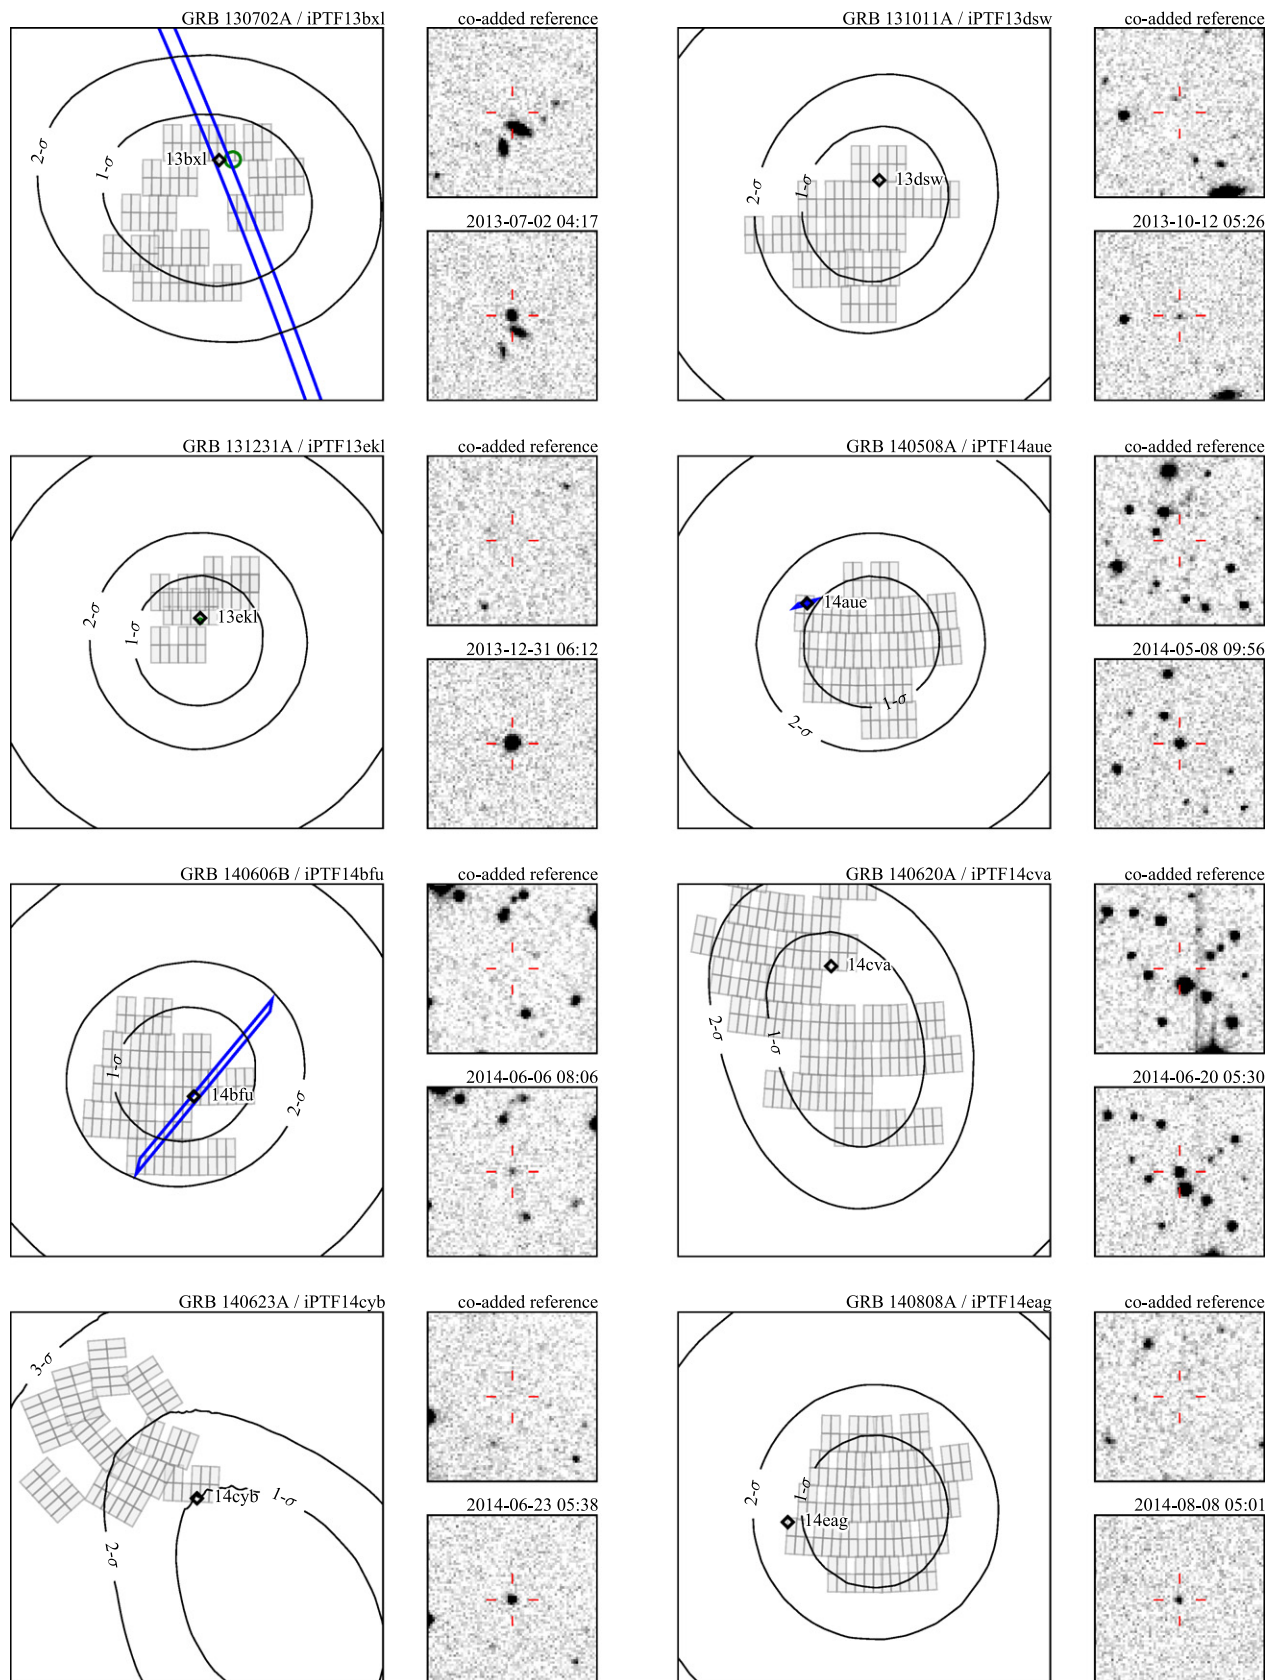 GRB 130702A / iPTF13bxl
co-added reference
2-σ
1-σ
13bxl
2013-07-02 04:17
GRB 131011A / iPTF13dsw
co-added reference
2-σ
1-σ
13dsw
2013-10-12 05:26
GRB 131231A / iPTF13ekl
co-added reference
2-σ
1-σ
13ekl
2013-12-31 06:12
GRB 140508A / iPTF14aue
co-added reference
14aue
1-σ
2-σ
2014-05-08 09:56
GRB 140606B / iPTF14bfu
co-added reference
1-σ
14bfu
2-σ
2014-06-06 08:06
GRB 140620A / iPTF14cva
co-added reference
14cva
2-σ
1-σ
2014-06-20 05:30
GRB 140623A / iPTF14cyb
co-added reference
3-σ
14cyb
1-σ
2-σ
2014-06-23 05:38
GRB 140808A / iPTF14eag
co-added reference
2-σ
1-σ
14eag
2014-08-08 05:01